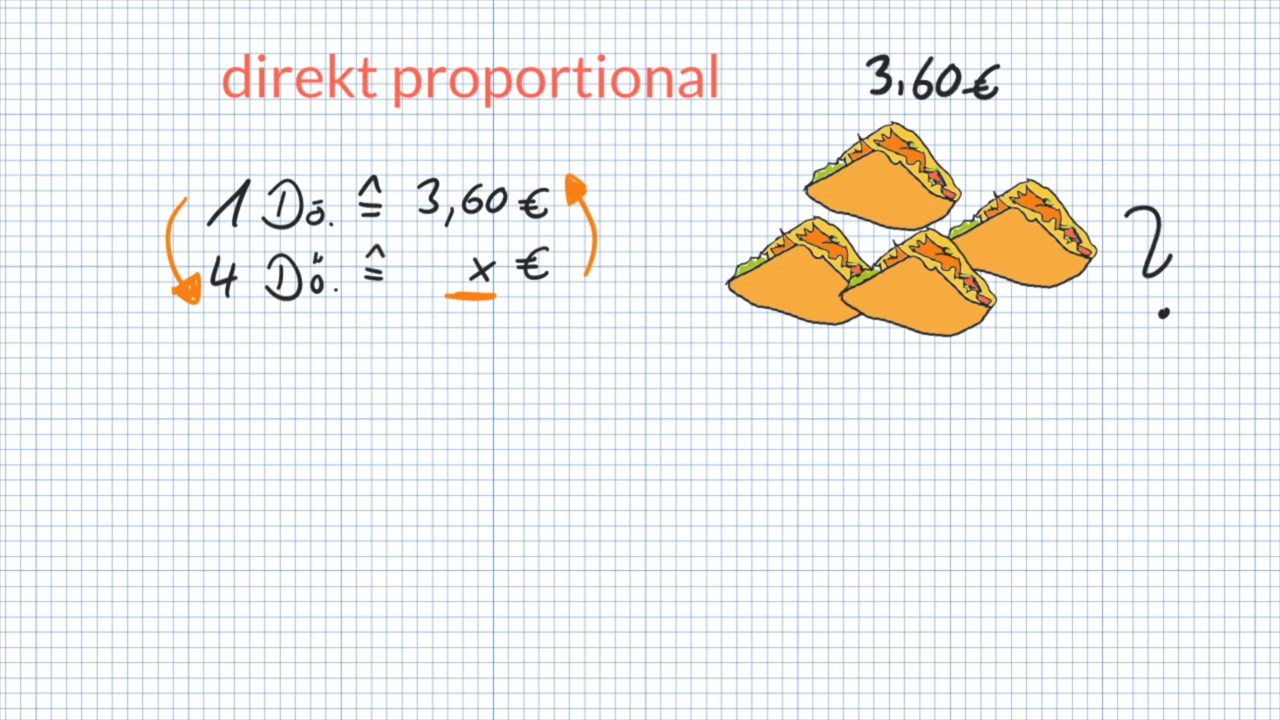 direkt proportional
3,60€
1 Dö. ≙ 3,60 €
4 Dö. ≙ x €
?